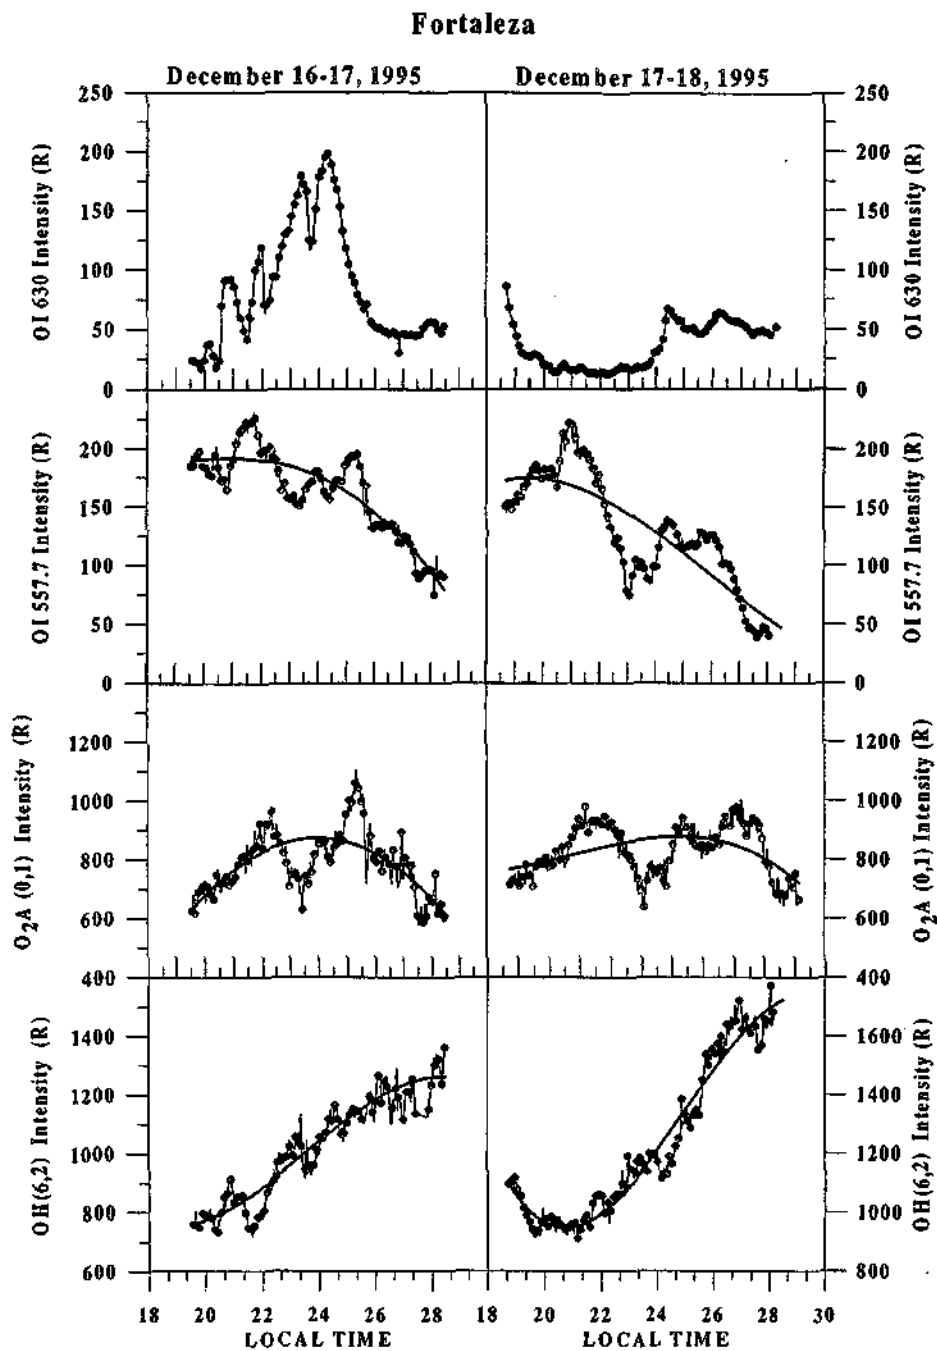 Fortaleza
December 16-17, 1995
December 17-18, 1995
OI 630 Intensity (R)
250
200
150
100
50
0
250
200
150
100
50
0
OI 630 Intensity (R)
OI 557.7 Intensity (R)
200
150
100
50
0
200
150
100
50
0
OI 557.7 Intensity (R)
O2A (0,1) Intensity (R)
1200
1000
800
600
400
1200
1000
800
600
400
O2A (0,1) Intensity (R)
OH(6,2) Intensity (R)
1400
1200
1000
800
600
1600
1400
1200
1000
800
OH(6,2) Intensity (R)
18 20 22 24 26 28
18 20 22 24 26 28 30
LOCAL TIME
LOCAL TIME